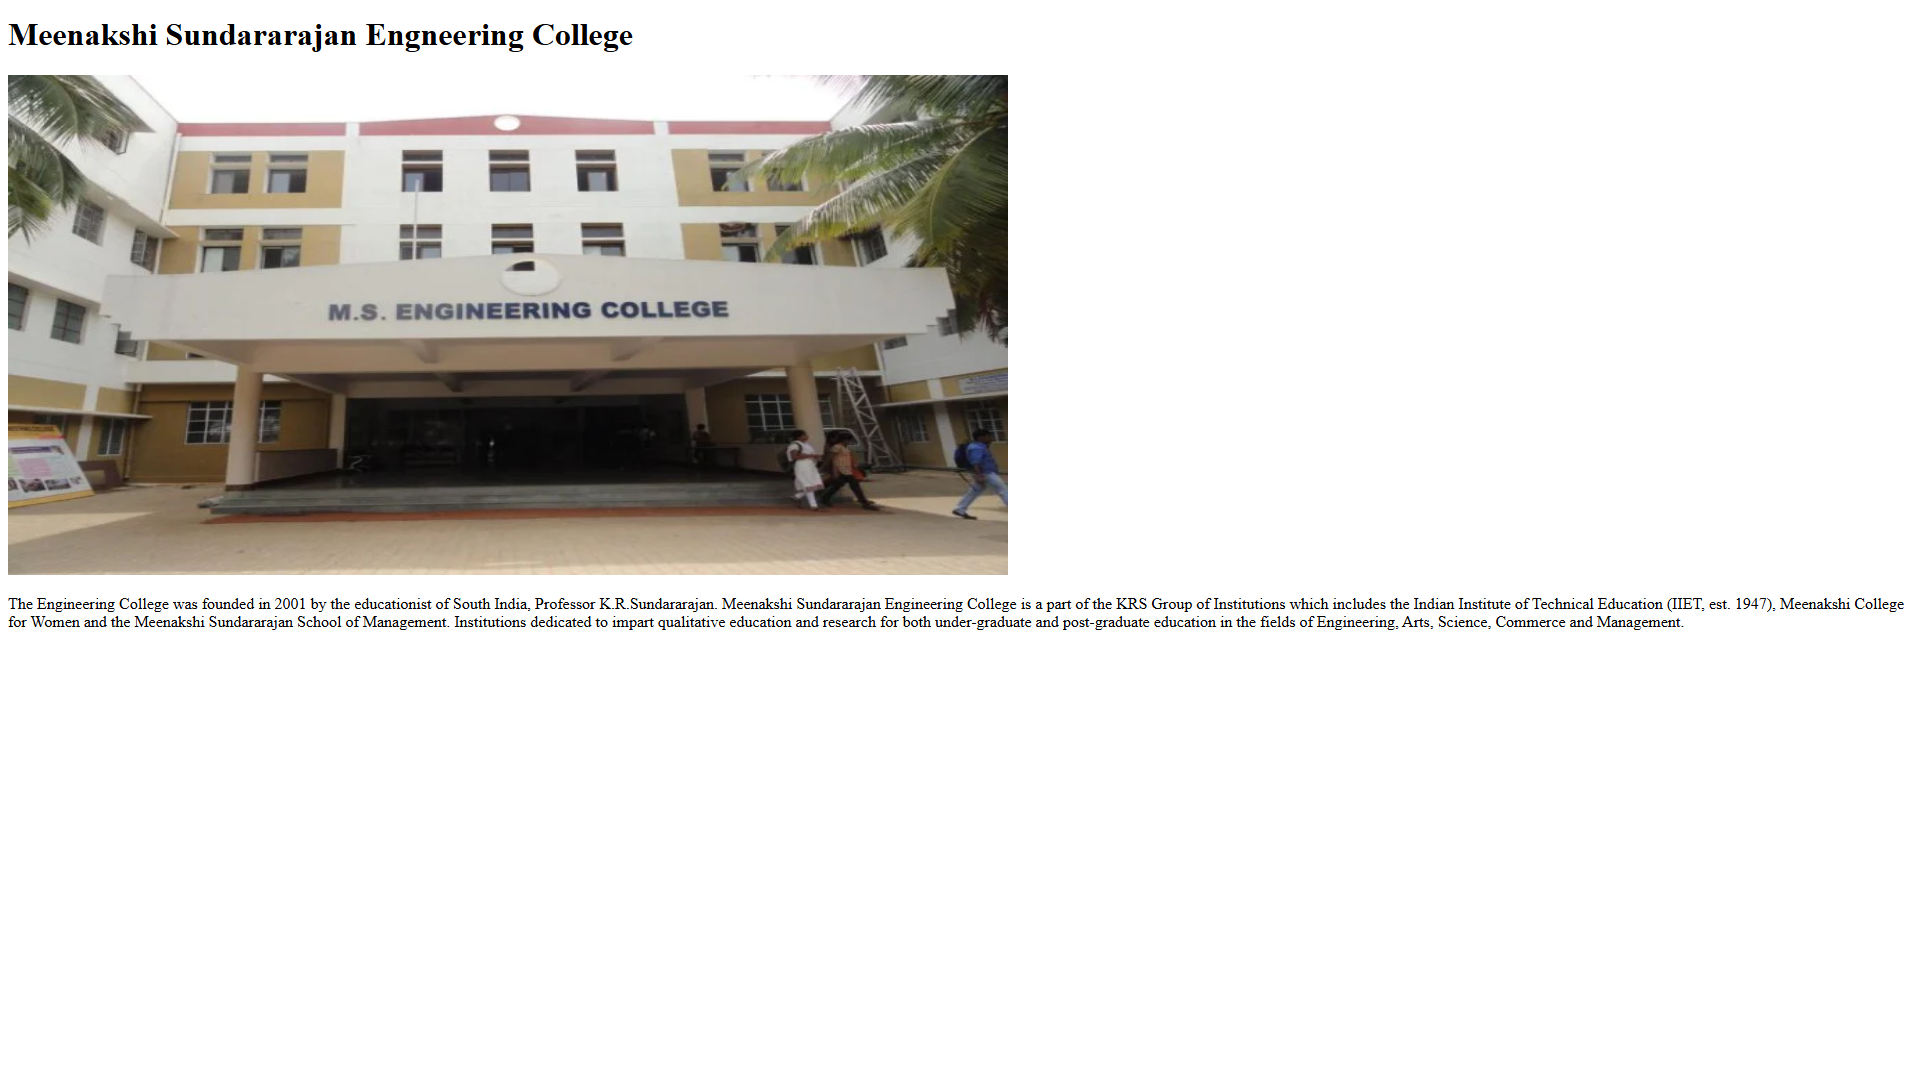 Meenakshi Sundararajan Engneering College
M.S. ENGINEERING COLLEGE
The Engineering College was founded in 2001 by the educationist of South India, Professor K.R.Sundararajan. Meenakshi Sundararajan Engineering College is a part of the KRS Group of Institutions which includes the Indian Institute of Technical Education (IIET, est. 1947), Meenakshi College
for Women and the Meenakshi Sundararajan School of Management. Institutions dedicated to impart qualitative education and research for both under-graduate and post-graduate education in the fields of Engineering, Arts, Science, Commerce and Management.